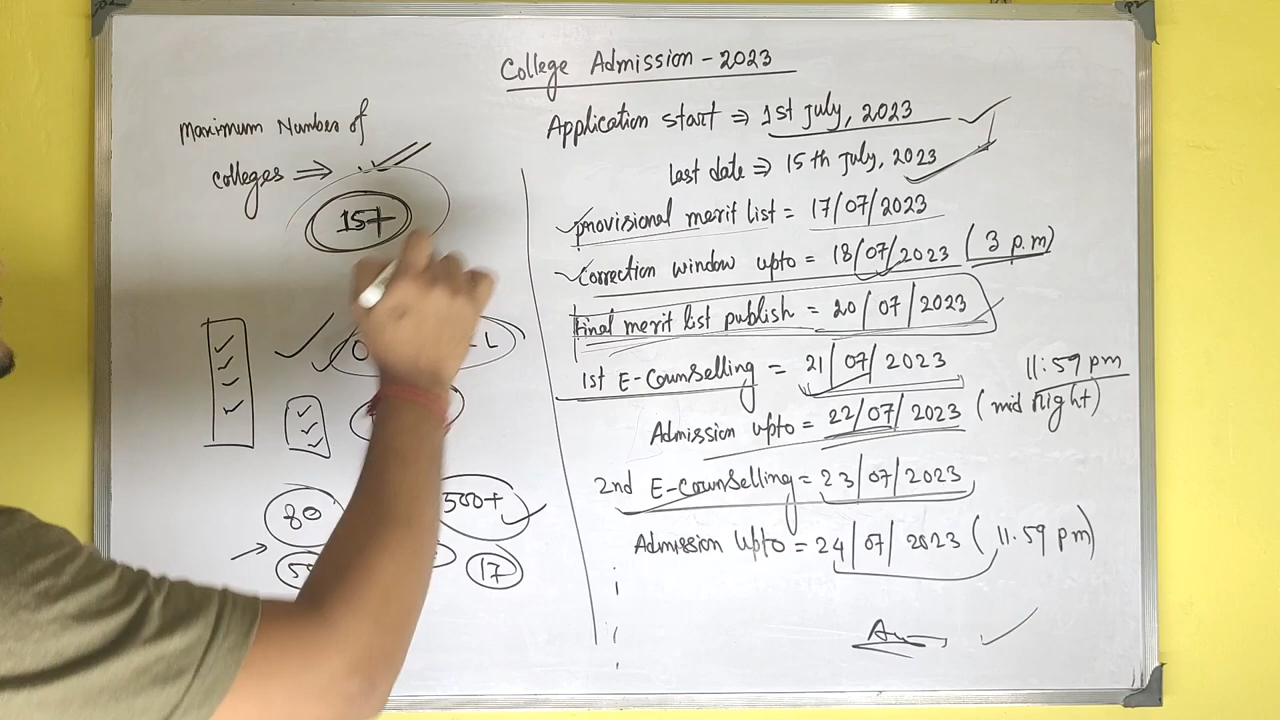 College Admission - 2023
Maximum Number of
colleges ⇒
157
Application start ⇒ 1st july, 2023
last date ⇒ 15th july, 2023
provisional merit list = 17/07/2023
Correction window upto = 18/07/2023 (3 p.m)
Final merit list publish = 20/07/2023
1st E-Counselling = 21/07/2023
11:59 pm
Admission upto = 22/07/2023 (mid night)
2nd E-Counselling = 23/07/2023
Admission upto = 24/07/2023 (11.59 pm)
80
500+
17